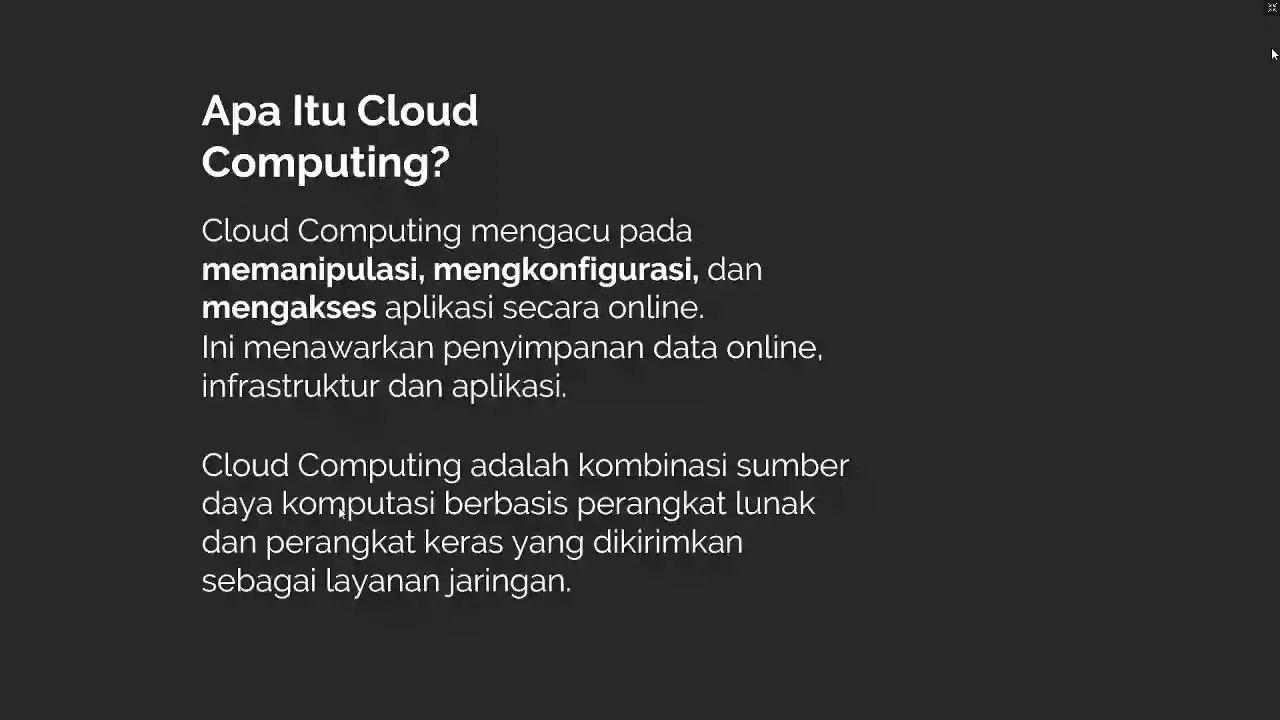 Apa Itu Cloud
Computing?
Cloud Computing mengacu pada
memanipulasi, mengkonfigurasi, dan
mengakses aplikasi secara online.
Ini menawarkan penyimpanan data online,
infrastruktur dan aplikasi.
Cloud Computing adalah kombinasi sumber
daya komputasi berbasis perangkat lunak
dan perangkat keras yang dikirimkan
sebagai layanan jaringan.